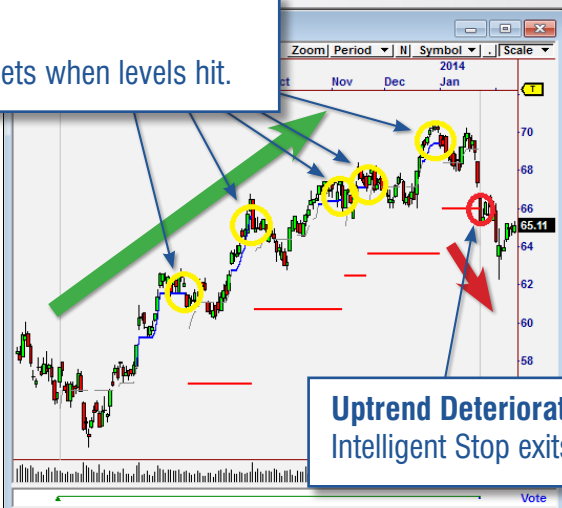 Zoom Period N Symbol . Scale
ets when levels hit.
2014
ct Nov Dec Jan
T
70
68
66
65.11
64
62
60
58
Uptrend Deteriorat
Intelligent Stop exits
Vote